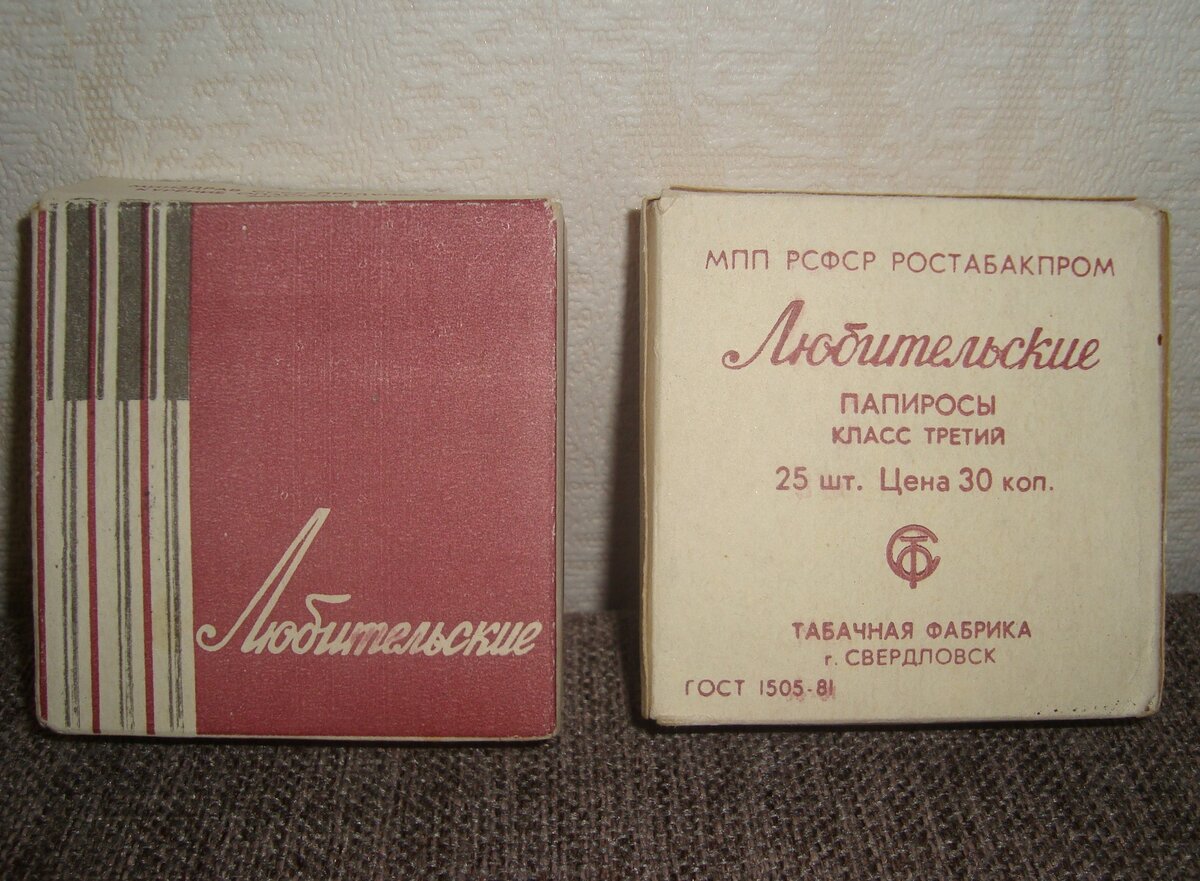 Любительские
МПП РСФСР РОСТАБАКПРОМ
Любительские
ПАПИРОСЫ
КЛАСС ТРЕТИЙ
25 шт. Цена 30 коп.
ТАБАЧНАЯ ФАБРИКА
г. СВЕРДЛОВСК
ГОСТ 1505-81